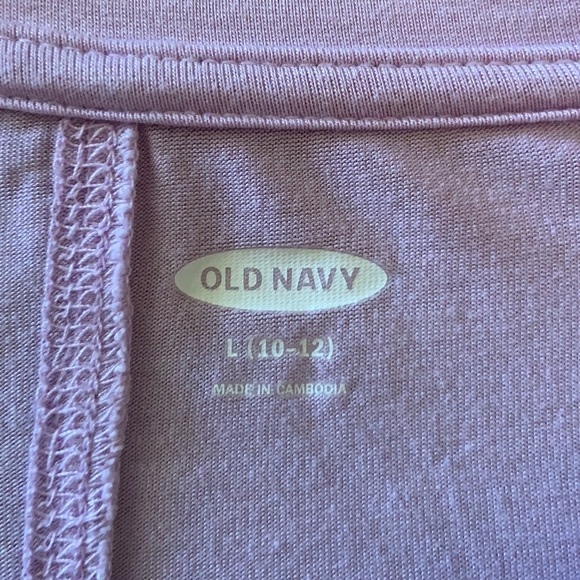 OLD NAVY
L (10-12)
MADE IN CAMBODIA